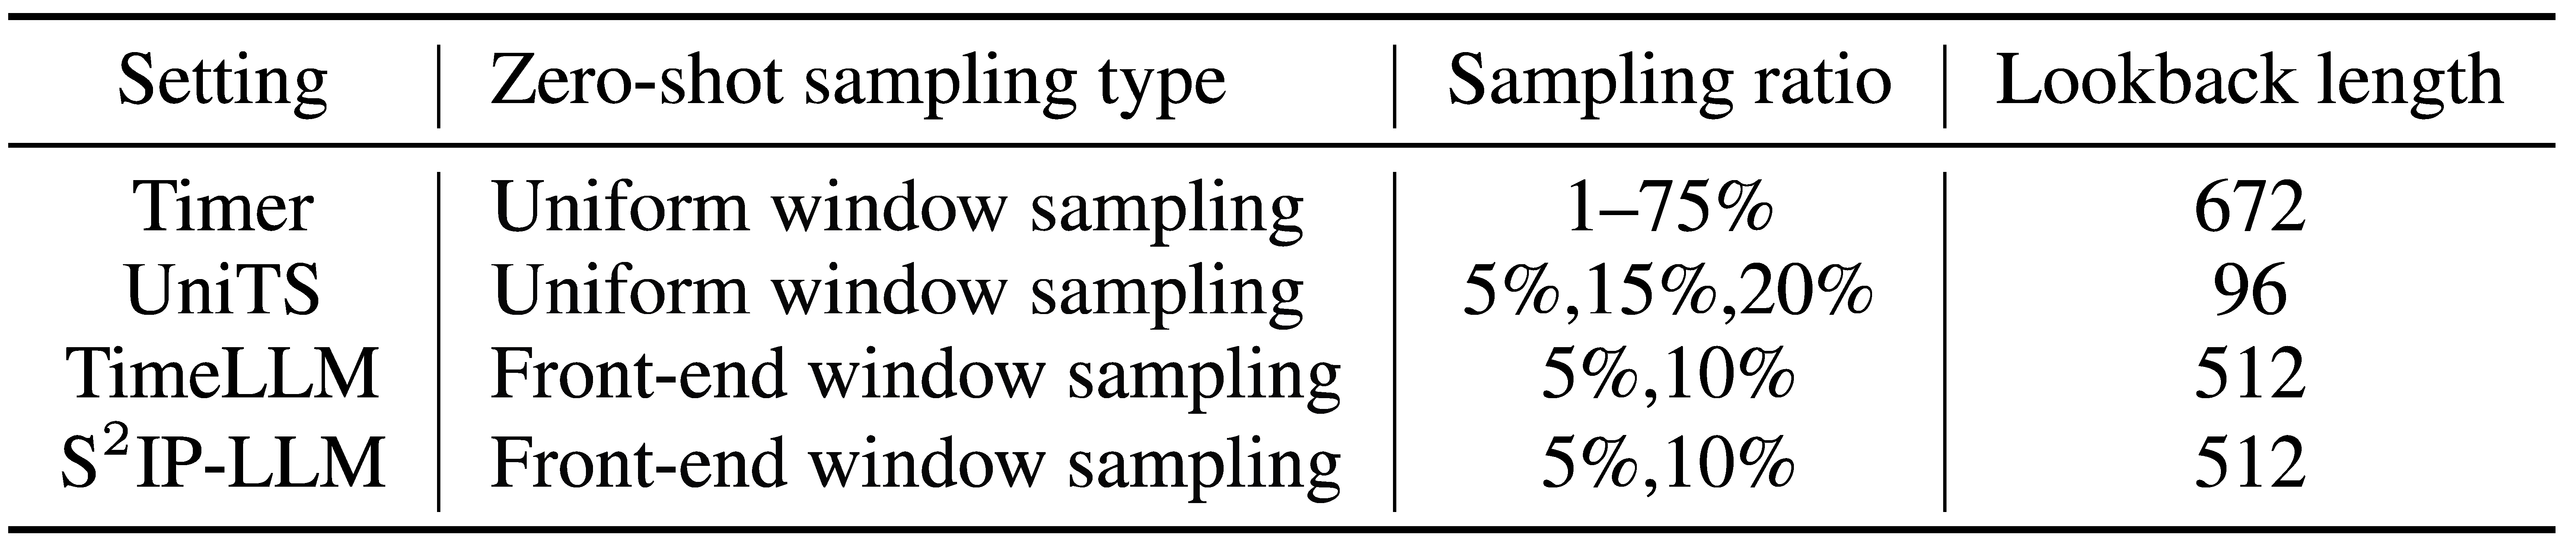 Setting Zero-shot sampling type Sampling ratio Lookback length
Timer Uniform window sampling 1–75% 672
UniTS Uniform window sampling 5%,15%,20% 96
TimeLLM Front-end window sampling 5%,10% 512
S²IP-LLM Front-end window sampling 5%,10% 512